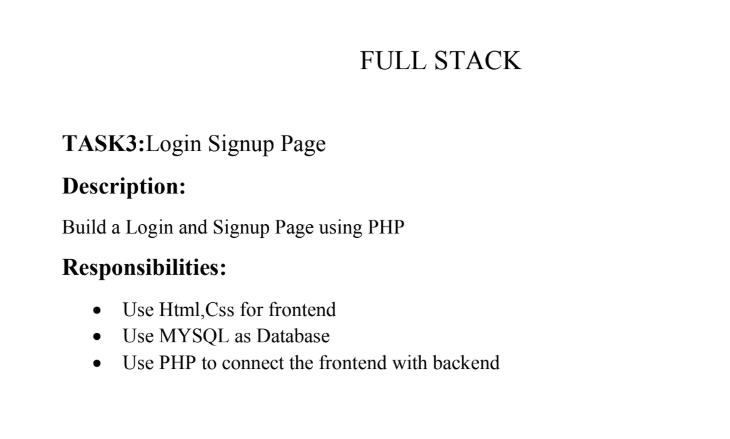 FULL STACK
TASK3:Login Signup Page
Description:
Build a Login and Signup Page using PHP
Responsibilities:
• Use Html,Css for frontend
• Use MYSQL as Database
• Use PHP to connect the frontend with backend